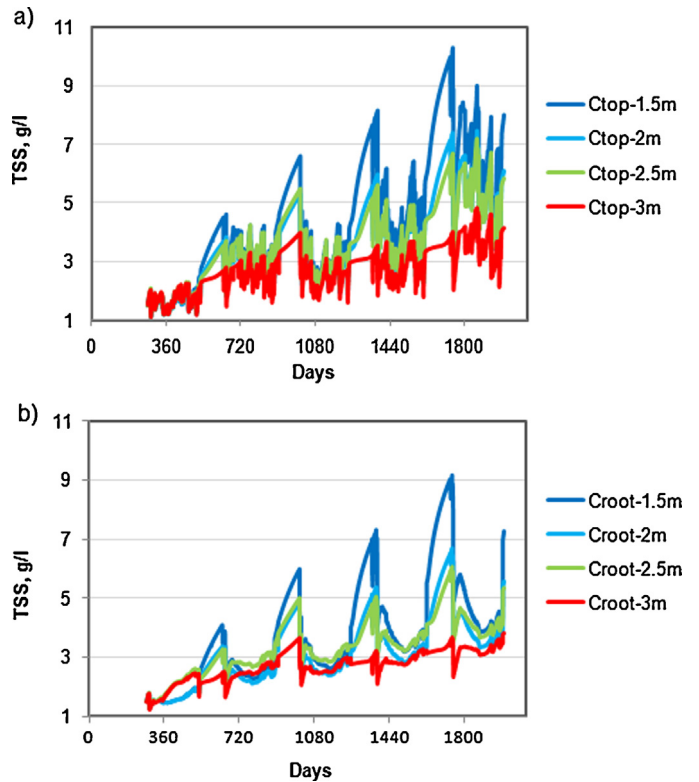 a)
11
9
7
5
3
1
TSS, g/l
0 360 720 1080 1440 1800
Days
Ctop-1.5m
Ctop-2m
Ctop-2.5m
Ctop-3m
b)
11
9
7
5
3
1
TSS, g/l
0 360 720 1080 1440 1800
Days
Croot-1.5m
Croot-2m
Croot-2.5m
Croot-3m